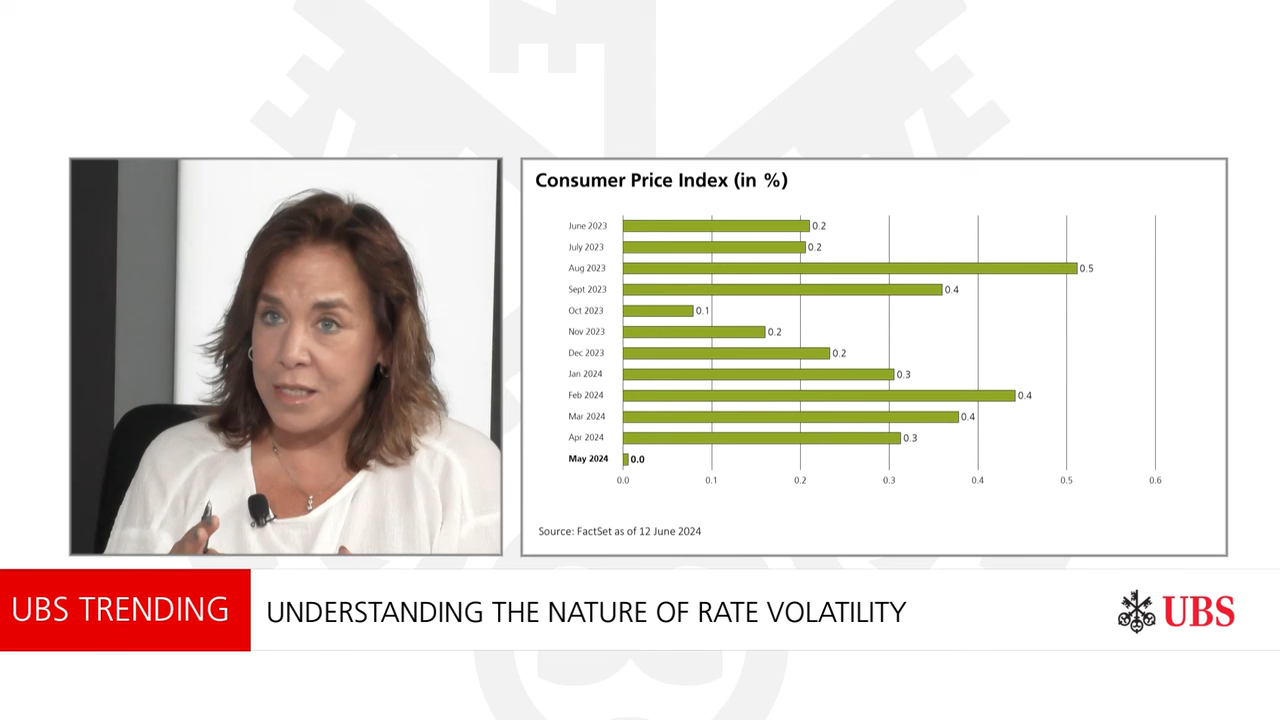 Consumer Price Index (in %)
June 2023 0.2
July 2023 0.2
Aug 2023 0.5
Sept 2023 0.4
Oct 2023 0.1
Nov 2023 0.2
Dec 2023 0.2
Jan 2024 0.3
Feb 2024 0.4
Mar 2024 0.4
Apr 2024 0.3
May 2024 0.0
0.0 0.1 0.2 0.3 0.4 0.5 0.6
Source: FactSet as of 12 June 2024
UBS TRENDING
UNDERSTANDING THE NATURE OF RATE VOLATILITY
UBS